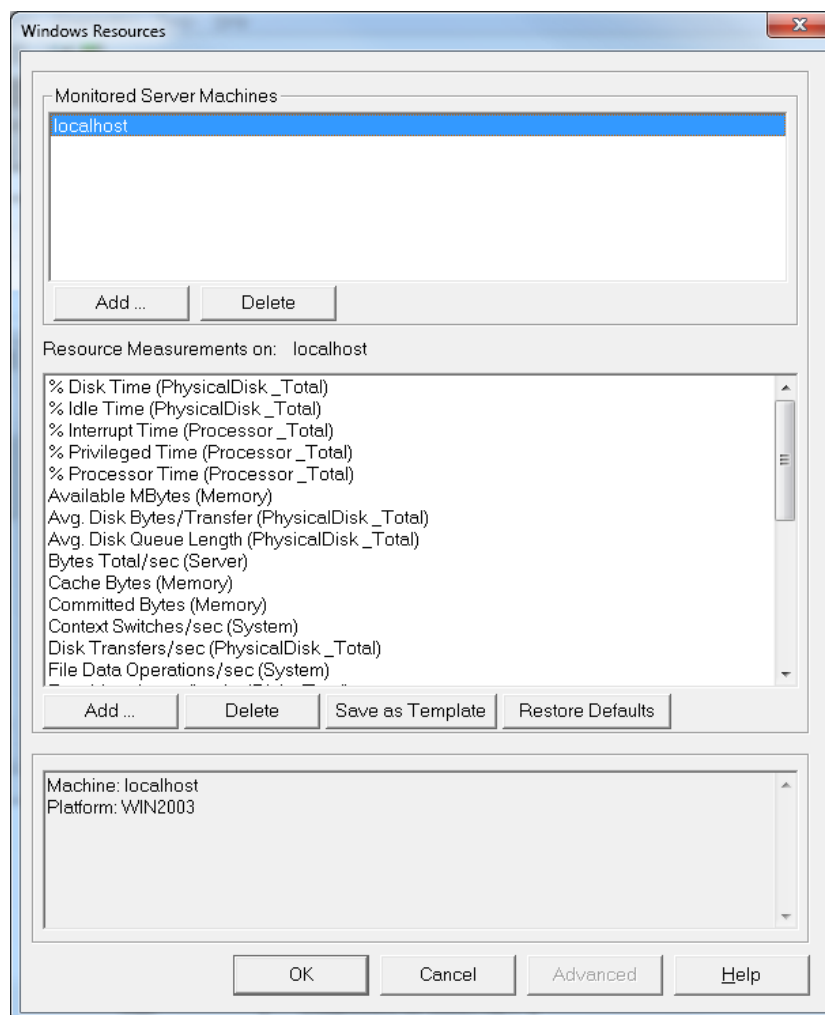 Windows Resources
Monitored Server Machines
localhost
Add ...
Delete
Resource Measurements on: localhost
% Disk Time (PhysicalDisk _Total)
% Idle Time (PhysicalDisk _Total)
% Interrupt Time (Processor _Total)
% Privileged Time (Processor _Total)
% Processor Time (Processor _Total)
Available MBytes (Memory)
Avg. Disk Bytes/Transfer (PhysicalDisk _Total)
Avg. Disk Queue Length (PhysicalDisk _Total)
Bytes Total/sec (Server)
Cache Bytes (Memory)
Committed Bytes (Memory)
Context Switches/sec (System)
Disk Transfers/sec (PhysicalDisk _Total)
File Data Operations/sec (System)
Add ...
Delete
Save as Template
Restore Defaults
Machine: localhost
Platform: WIN2003
OK
Cancel
Advanced
Help